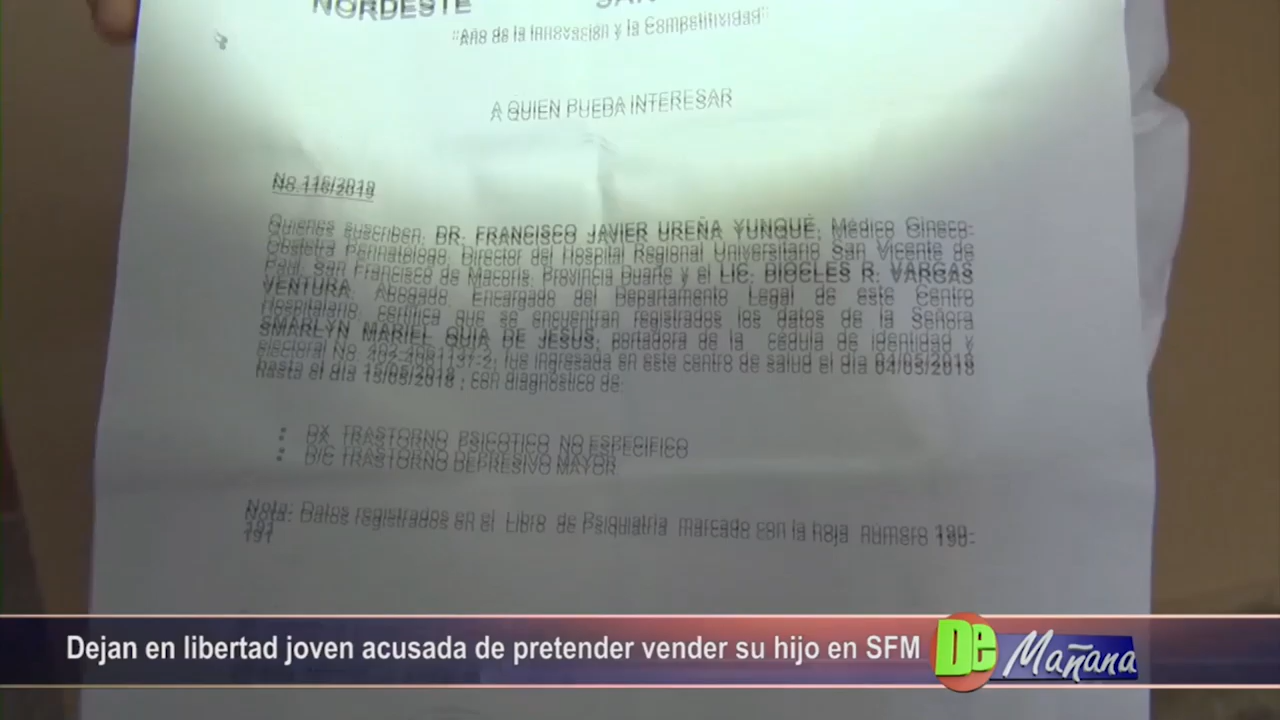 NORDESTE SAN
"Año de la Innovación y la Competitividad"
A QUIEN PUEDA INTERESAR
No.116/2019
Quienes suscriben, DR. FRANCISCO JAVIER UREÑA YUNQUÉ, Médico Gineco-
Obstetra Perinatologo, Director del Hospital Regional Universitario San Vicente de
Paúl, San Francisco de Macorís, Provincia Duarte y el LIC. DIOCLES R. VARGAS
VENTURA, Abogado, Encargado del Departamento Legal de este Centro
Hospitalario, certifica que se encuentran registrados los datos de la Señora
MARIEL QUIA DE JESUS, portadora de la cédula de identidad y
electoral No. fue ingresada en este centro de salud el día 04/05/2018
hasta el día 15/05/2018 , con diagnóstico de:
• DX TRASTORNO PSICOTICO NO ESPECIFICO
• D/C TRASTORNO DEPRESIVO MAYOR
Nota: Datos registrados en el Libro de Psiquiatría marcado con la hoja número 190-
191
Dejan en libertad joven acusada de pretender vender su hijo en SFM
De Mañana